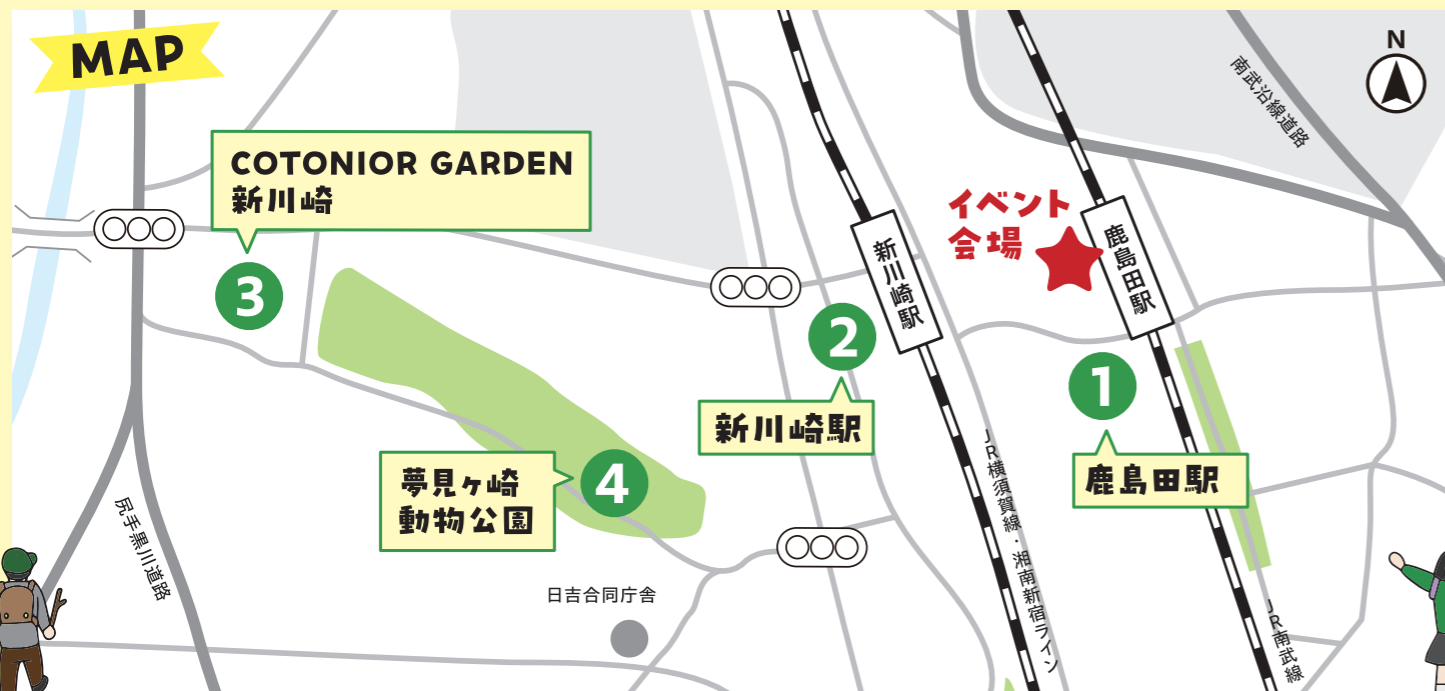 MAP
N
南武沿線道路
COTONIOR GARDEN
新川崎
イベント
会場
鹿島田駅
新川崎駅
3
2
1
新川崎駅
鹿島田駅
夢見ヶ崎
動物公園
4
尻手黒川道路
日吉合同庁舎
JR横須賀線・湘南新宿ライン
JR南武線